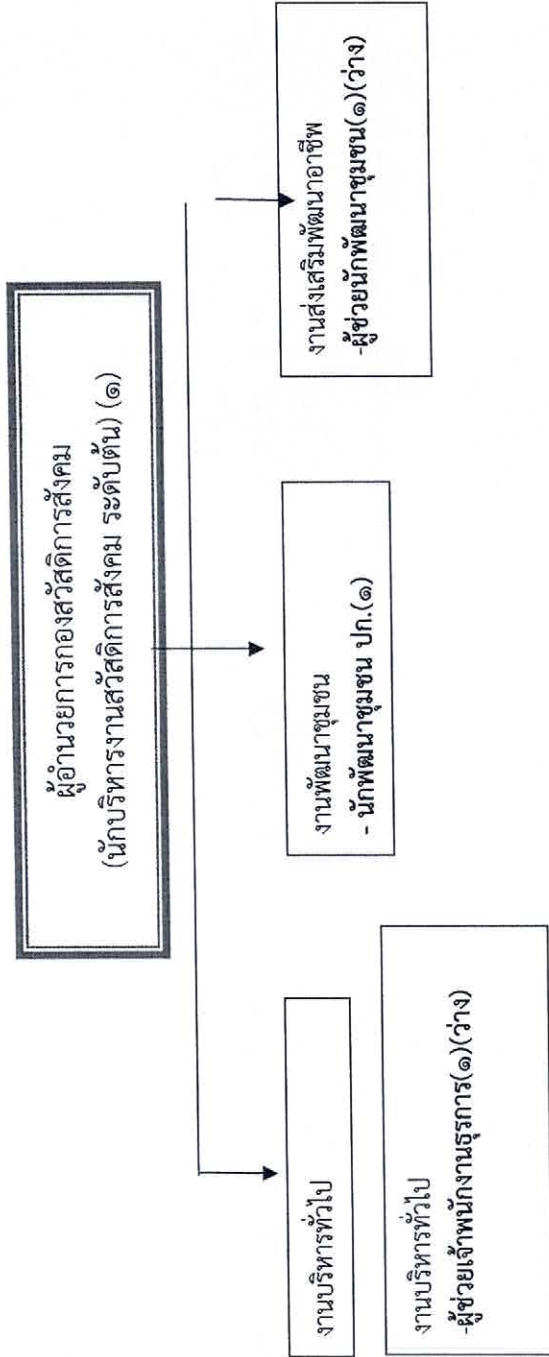 ผู้อำนวยการกองสวัสดิการสังคม
(นักบริหารงานสวัสดิการสังคม ระดับต้น) (๑)
งานบริหารทั่วไป
งานบริหารทั่วไป
-ผู้ช่วยเจ้าพนักงานธุรการ(๑)(ว่าง)
งานพัฒนาชุมชน
- นักพัฒนาชุมชน ปก.(๑)
งานส่งเสริมพัฒนาอาชีพ
-ผู้ช่วยนักพัฒนาชุมชน(๑)(ว่าง)